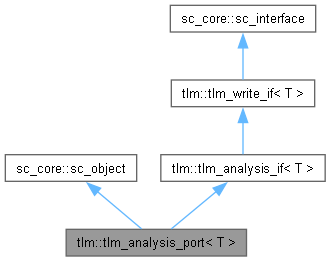 sc_core::sc_interface
tlm::tlm_write_if< T >
sc_core::sc_object
tlm::tlm_analysis_if< T >
tlm::tlm_analysis_port< T >